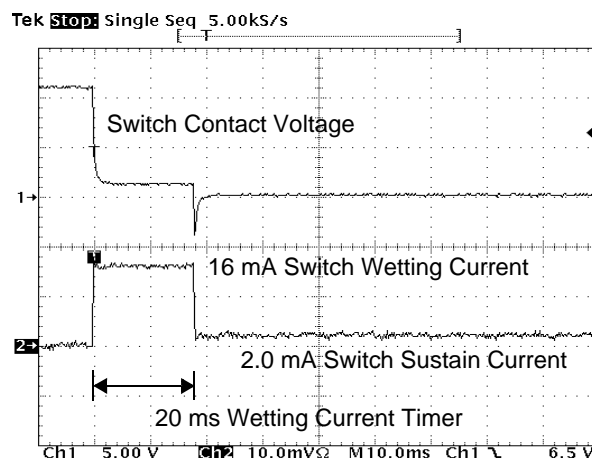 Tek Stop: Single Seq 5.00kS/s
T
Switch Contact Voltage
1→
T
16 mA Switch Wetting Current
2→
2.0 mA Switch Sustain Current
20 ms Wetting Current Timer
Ch1 5.00 V Ch2 10.0mVΩ M10.0ms Ch1 6.5 V